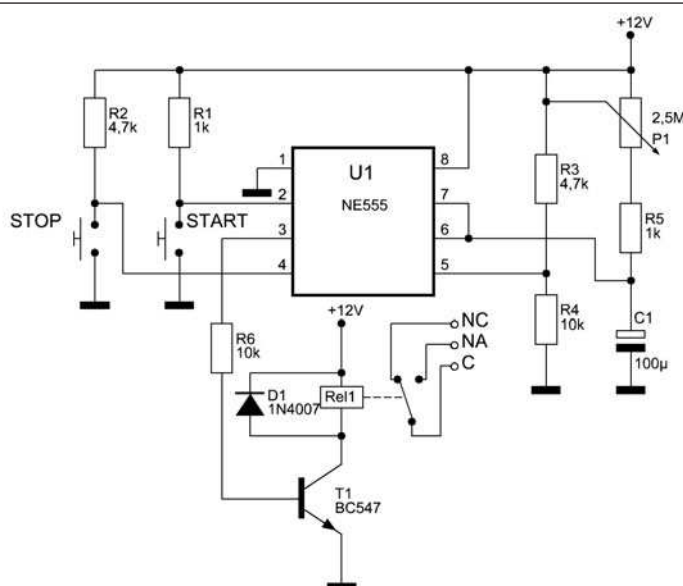 +12V
R2
4,7k
R1
1k
2,5M
P1
1
8
U1
NE555
R3
4,7k
2
7
STOP
START
R5
1k
3
6
4
5
+12V
NC
NA
C
R6
10k
R4
10k
C1
100µ
D1
1N4007
Rel1
T1
BC547